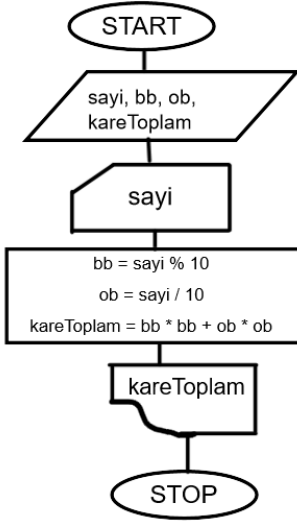 START
sayi, bb, ob,
kareToplam
sayi
bb = sayi % 10
ob = sayi / 10
kareToplam = bb * bb + ob * ob
kareToplam
STOP